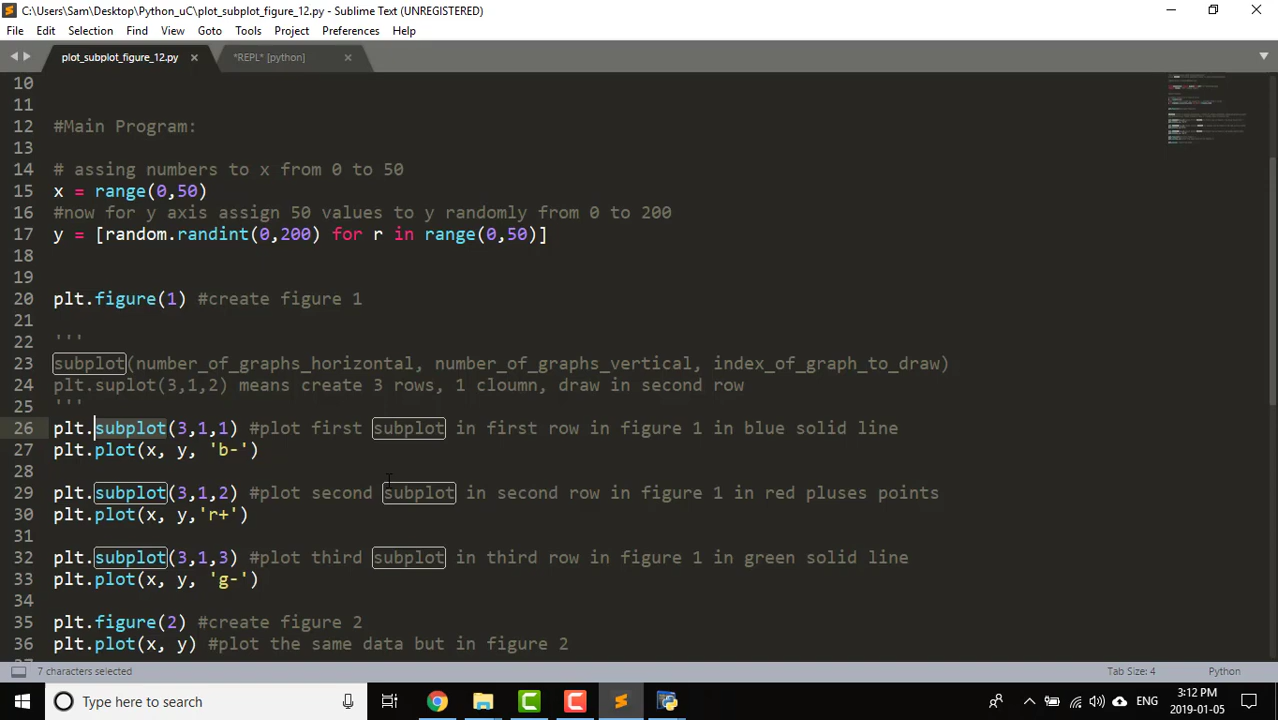 C:\Users\Sam\Desktop\Python_uC\plot_subplot_figure_12.py - Sublime Text (UNREGISTERED)
File Edit Selection Find View Goto Tools Project Preferences Help
plot_subplot_figure_12.py × *REPL* [python] ×
10
11
12 #Main Program:
13
14 # assing numbers to x from 0 to 50
15 x = range(0,50)
16 #now for y axis assign 50 values to y randomly from 0 to 200
17 y = [random.randint(0,200) for r in range(0,50)]
18
19
20 plt.figure(1) #create figure 1
21
22 '''
23 subplot(number_of_graphs_horizontal, number_of_graphs_vertical, index_of_graph_to_draw)
24 plt.suplot(3,1,2) means create 3 rows, 1 cloumn, draw in second row
25 '''
26 plt.subplot(3,1,1) #plot first subplot in first row in figure 1 in blue solid line
27 plt.plot(x, y, 'b-')
28
29 plt.subplot(3,1,2) #plot second subplot in second row in figure 1 in red pluses points
30 plt.plot(x, y,'r+')
31
32 plt.subplot(3,1,3) #plot third subplot in third row in figure 1 in green solid line
33 plt.plot(x, y, 'g-')
34
35 plt.figure(2) #create figure 2
36 plt.plot(x, y) #plot the same data but in figure 2
7 characters selected Tab Size: 4 Python
Type here to search ENG 3:12 PM
2019-01-05